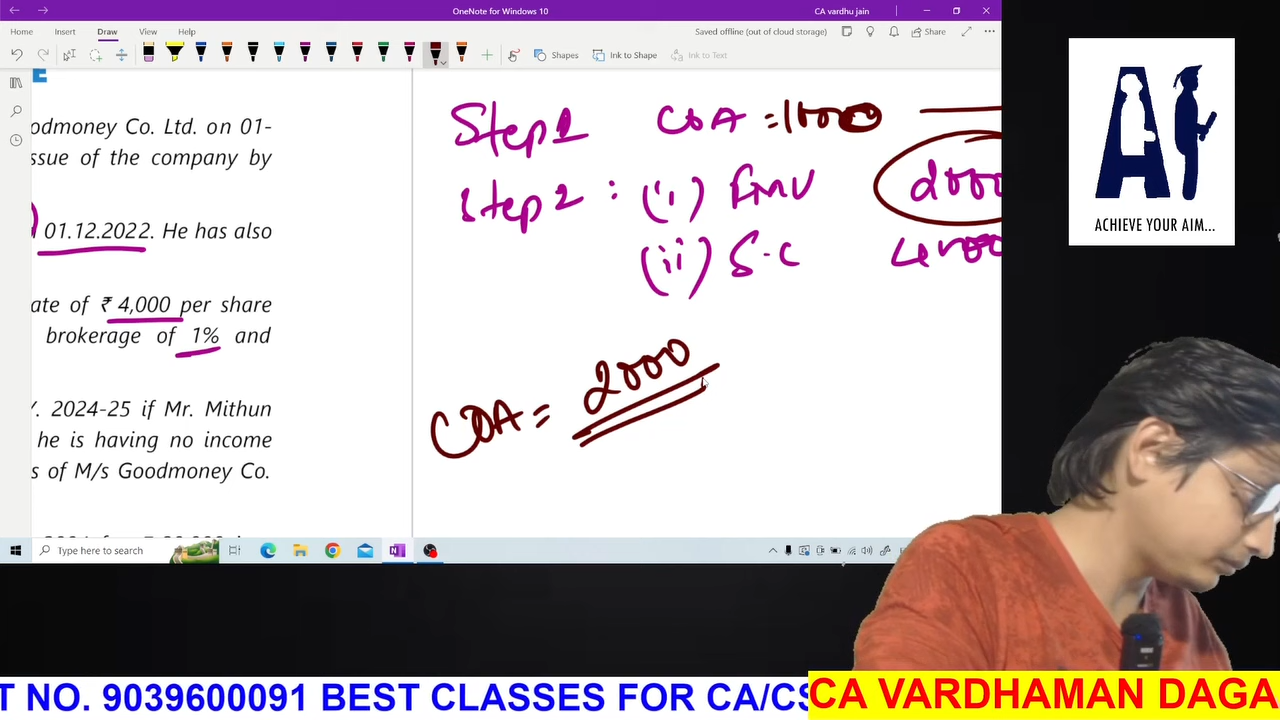 OneNote for Windows 10
CA vardhu jain
Home Insert Draw View Help
Saved offline (out of cloud storage)
Share
Shapes
Ink to Shape
Ink to Text
oodmoney Co. Ltd. on 01-
issue of the company by
01.12.2022. He has also
ate of ₹ 4,000 per share
brokerage of 1% and
. 2024-25 if Mr. Mithun
he is having no income
s of M/s Goodmoney Co.
Step 1 COA = 1000
Step 2 : (i) FMV 2000
(ii) S.C 4000
COA = 2000
ACHIEVE YOUR AIM...
Type here to search
T NO. 9039600091 BEST CLASSES FOR CA/CS
CA VARDHAMAN DAGA